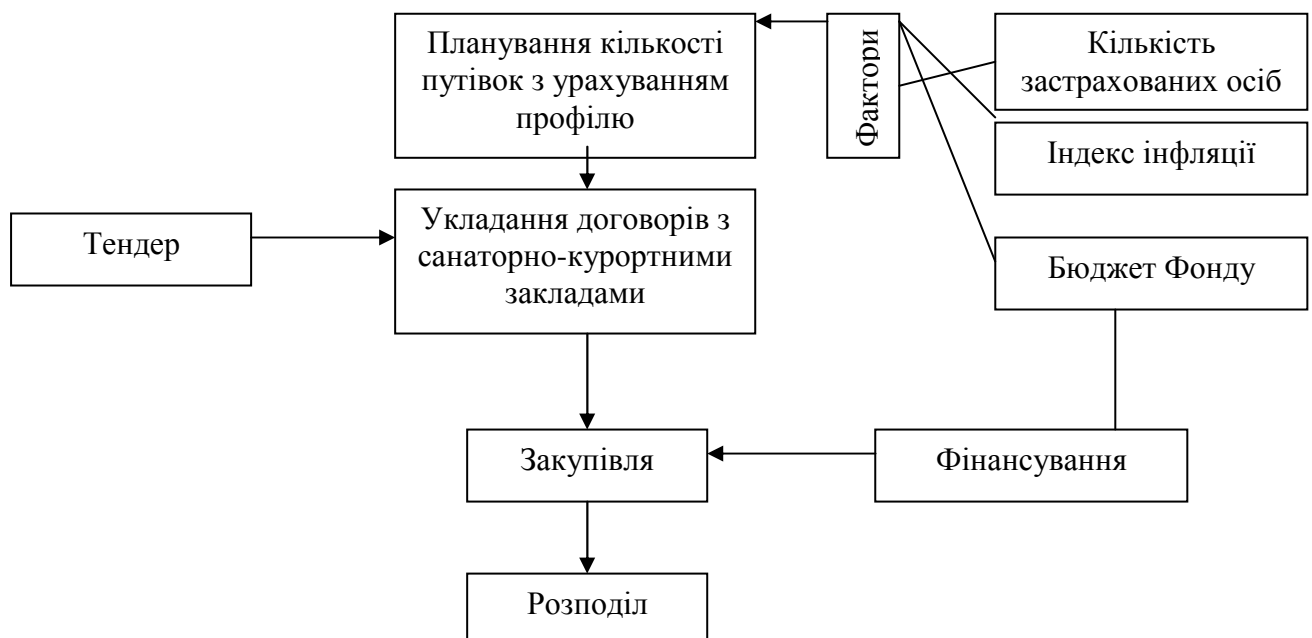 Планування кількості
путівок з урахуванням
профілю
Фактори
Кількість
застрахованих осіб
Індекс інфляції
Тендер
Укладання договорів з
санаторно-курортними
закладами
Бюджет Фонду
Закупівля
Фінансування
Розподіл